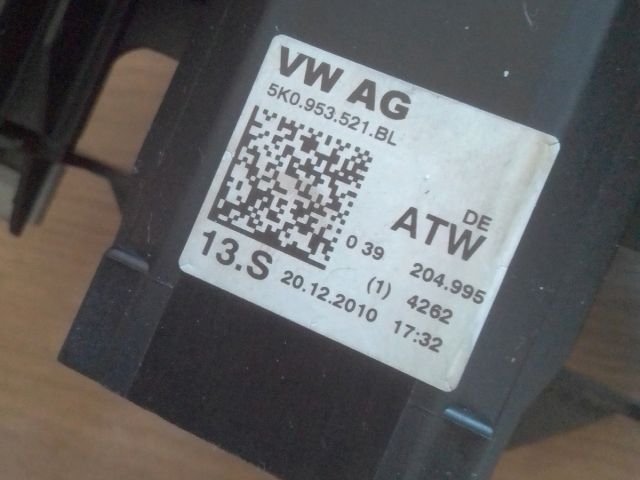 VW AG
5K0.953.521.BL
DE
ATW
0 39 204.995
13.S (1) 4262
20.12.2010 17:32